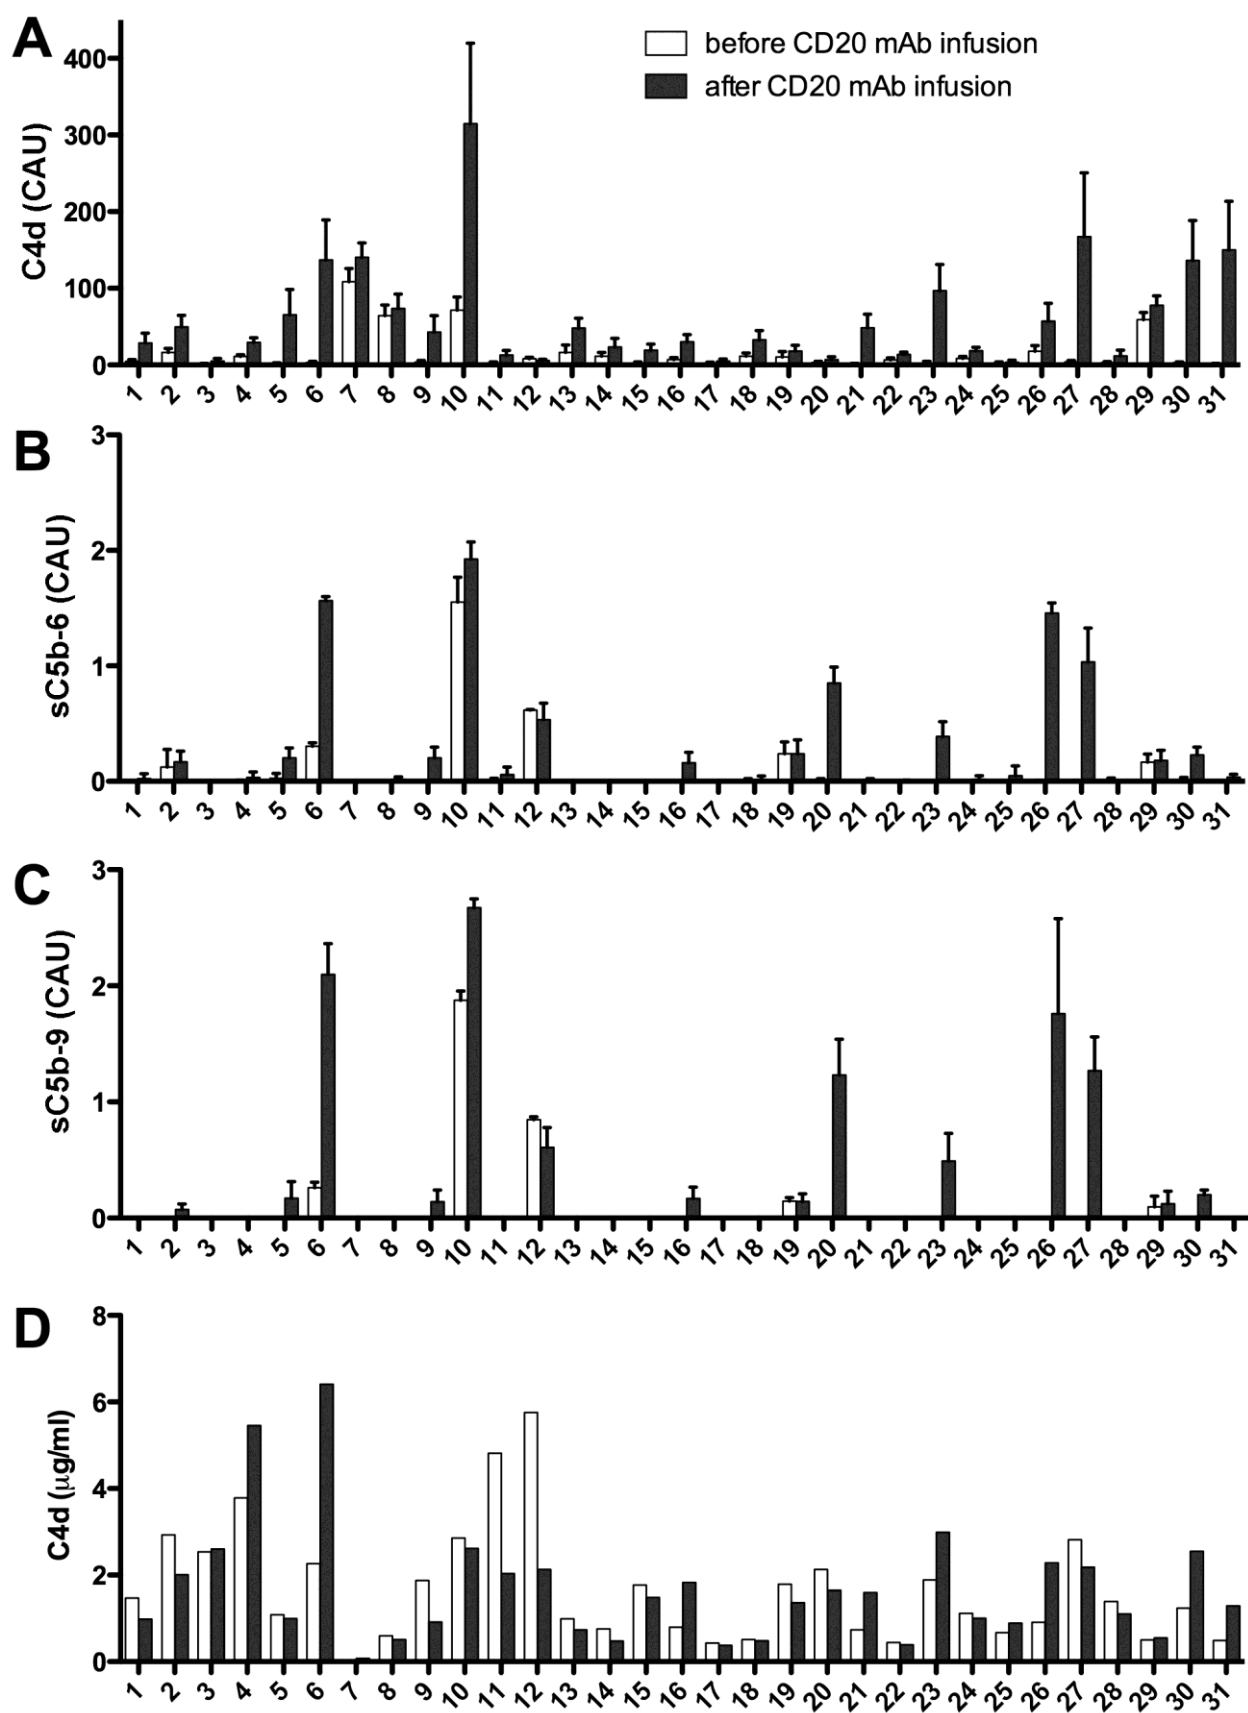 A
C4d (CAU)
400
300
200
100
0
before CD20 mAb infusion
after CD20 mAb infusion
1 2 3 4 5 6 7 8 9 10 11 12 13 14 15 16 17 18 19 20 21 22 23 24 25 26 27 28 29 30 31
B
sC5b-6 (CAU)
3
2
1
0
1 2 3 4 5 6 7 8 9 10 11 12 13 14 15 16 17 18 19 20 21 22 23 24 25 26 27 28 29 30 31
C
sC5b-9 (CAU)
3
2
1
0
1 2 3 4 5 6 7 8 9 10 11 12 13 14 15 16 17 18 19 20 21 22 23 24 25 26 27 28 29 30 31
D
C4d (μg/ml)
8
6
4
2
0
1 2 3 4 5 6 7 8 9 10 11 12 13 14 15 16 17 18 19 20 21 22 23 24 25 26 27 28 29 30 31